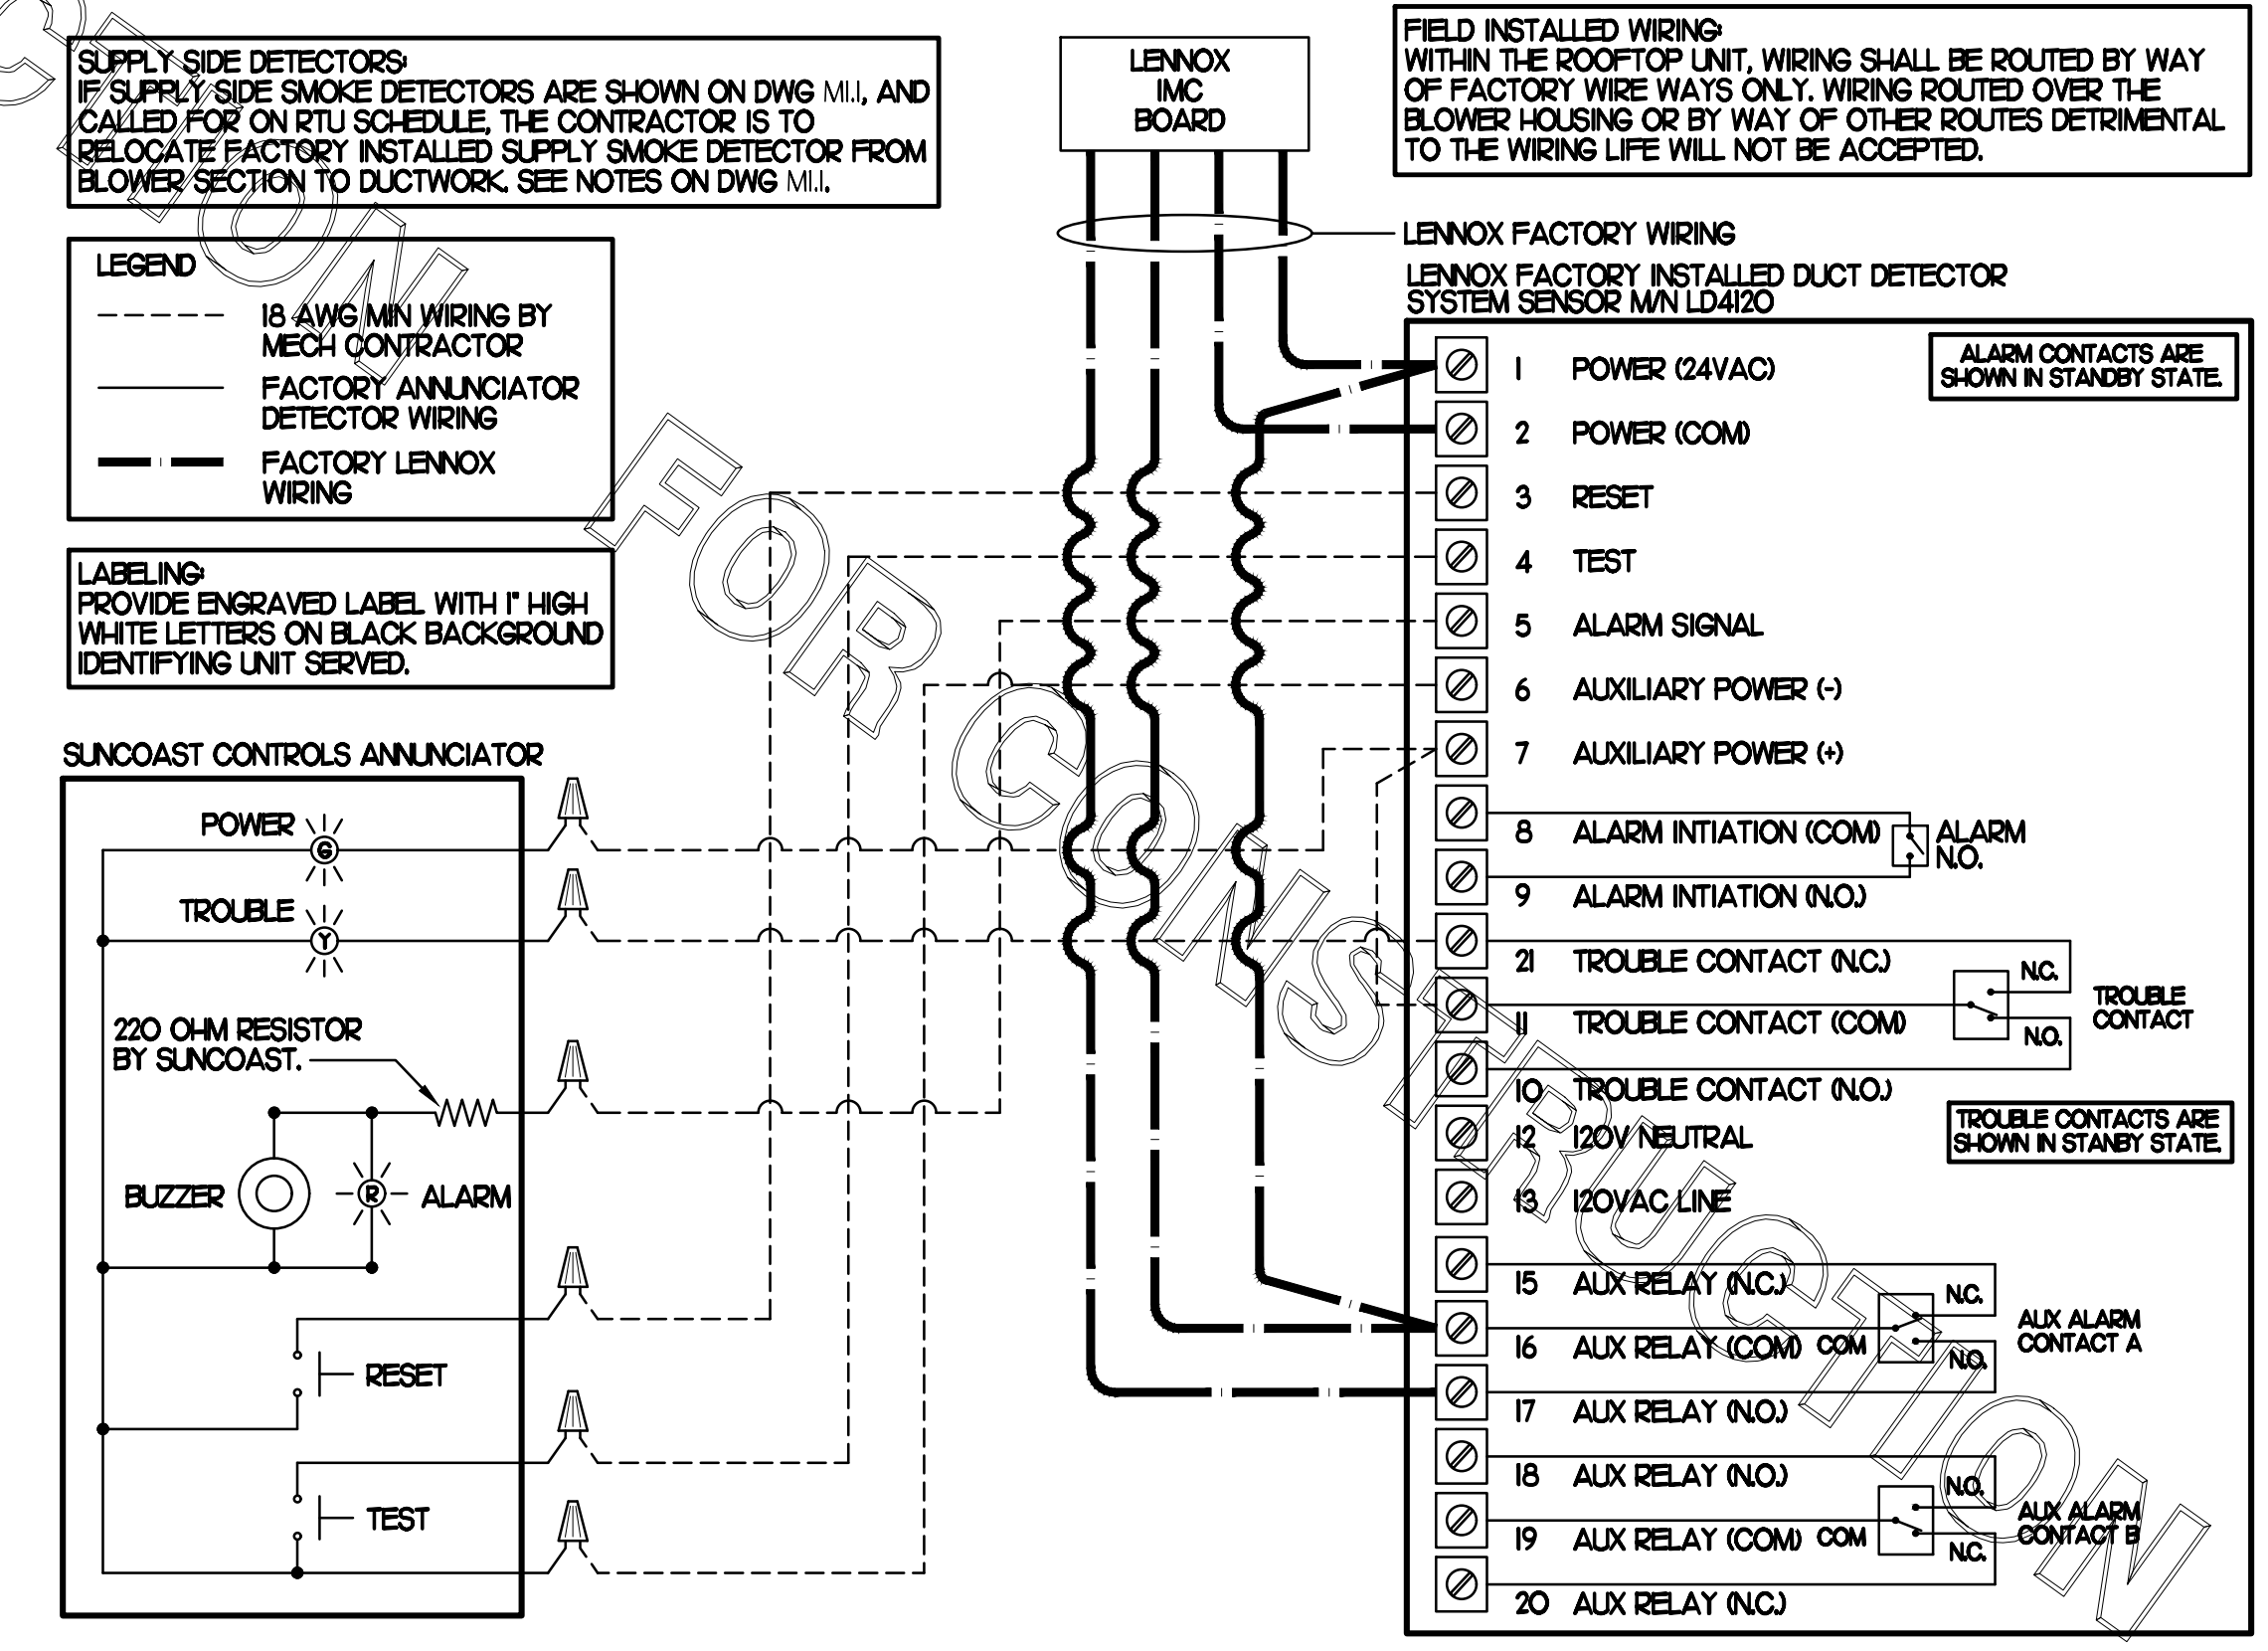 SUPPLY SIDE DETECTORS:
IF SUPPLY SIDE SMOKE DETECTORS ARE SHOWN ON DWG M1.1, AND
CALLED FOR ON RTU SCHEDULE, THE CONTRACTOR IS TO
RELOCATE FACTORY INSTALLED SUPPLY SMOKE DETECTOR FROM
BLOWER SECTION TO DUCTWORK. SEE NOTES ON DWG M1.1.
LEGEND
18 AWG MIN WIRING BY
MECH CONTRACTOR
FACTORY ANNUNCIATOR
DETECTOR WIRING
FACTORY LENNOX
WIRING
LABELING:
PROVIDE ENGRAVED LABEL WITH 1" HIGH
WHITE LETTERS ON BLACK BACKGROUND
IDENTIFYING UNIT SERVED.
SUNCOAST CONTROLS ANNUNCIATOR
POWER
G
TROUBLE
Y
220 OHM RESISTOR
BY SUNCOAST.
BUZZER
R
ALARM
RESET
TEST
LENNOX
IMC
BOARD
FIELD INSTALLED WIRING:
WITHIN THE ROOFTOP UNIT, WIRING SHALL BE ROUTED BY WAY
OF FACTORY WIRE WAYS ONLY. WIRING ROUTED OVER THE
BLOWER HOUSING OR BY WAY OF OTHER ROUTES DETRIMENTAL
TO THE WIRING LIFE WILL NOT BE ACCEPTED.
LENNOX FACTORY WIRING
LENNOX FACTORY INSTALLED DUCT DETECTOR
SYSTEM SENSOR M/N LD4120
ALARM CONTACTS ARE
SHOWN IN STANDBY STATE.
1 POWER (24VAC)
2 POWER (COM)
3 RESET
4 TEST
5 ALARM SIGNAL
6 AUXILIARY POWER (-)
7 AUXILIARY POWER (+)
8 ALARM INTIATION (COM)
ALARM
N.O.
9 ALARM INTIATION (N.O.)
21 TROUBLE CONTACT (N.C.)
N.C.
11 TROUBLE CONTACT (COM)
TROUBLE
CONTACT
N.O.
10 TROUBLE CONTACT (N.O.)
12 120V NEUTRAL
TROUBLE CONTACTS ARE
SHOWN IN STANBY STATE.
13 120VAC LINE
15 AUX RELAY (N.C.)
N.C.
16 AUX RELAY (COM) COM
AUX ALARM
CONTACT A
N.O.
17 AUX RELAY (N.O.)
18 AUX RELAY (N.O.)
N.O.
19 AUX RELAY (COM) COM
AUX ALARM
CONTACT B
N.C.
20 AUX RELAY (N.C.)
CTION
FOR CONSTRUCTION